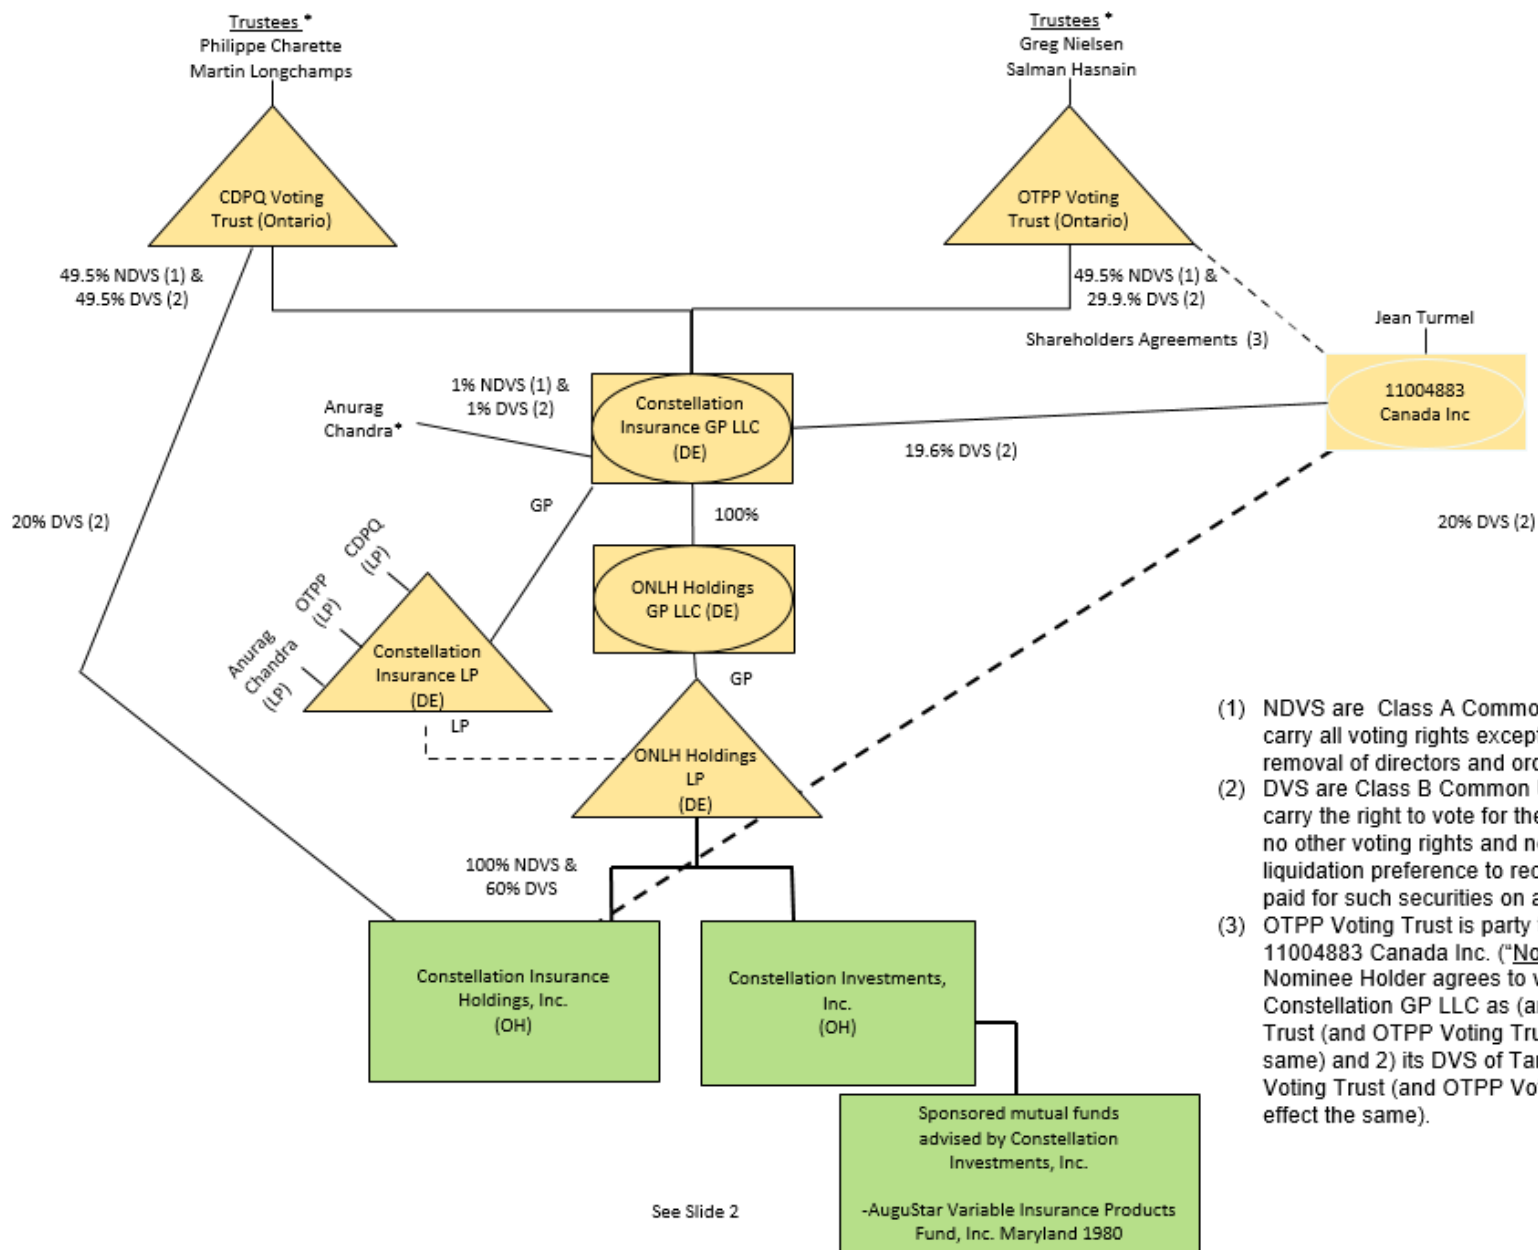 Trustees *
Philippe Charette
Martin Longchamps
Trustees *
Greg Nielsen
Salman Hasnain
CDPQ Voting
Trust (Ontario)
OTPP Voting
Trust (Ontario)
49.5% NDVS (1) &
49.5% DVS (2)
49.5% NDVS (1) &
29.9.% DVS (2)
Shareholders Agreements (3)
Jean Turmel
11004883
Canada Inc
1% NDVS (1) &
1% DVS (2)
Anurag
Chandra*
Constellation
Insurance GP LLC
(DE)
19.6% DVS (2)
GP
100%
20% DVS (2)
20% DVS (2)
CDPQ
(LP)
OTPP
(LP)
Anurag
Chandra
(LP)
ONLH Holdings
GP LLC (DE)
Constellation
Insurance LP
(DE)
GP
LP
ONLH Holdings
LP
(DE)
100% NDVS &
60% DVS
Constellation Insurance
Holdings, Inc.
(OH)
Constellation Investments,
Inc.
(OH)
Sponsored mutual funds
advised by Constellation
Investments, Inc.
-AuguStar Variable Insurance Products
Fund, Inc. Maryland 1980
See Slide 2
(1) NDVS are Class A Commo
carry all voting rights except
removal of directors and
(2) DVS are Class B Common
carry the right to vote for the
no other voting rights and
liquidation preference to
paid for such securities on a
(3) OTPP Voting Trust is party
11004883 Canada Inc. ("No
Nominee Holder agrees to
Constellation GP LLC as (a
Trust (and OTPP Voting
same) and 2) its DVS of
Voting Trust (and OTPP
effect the same).